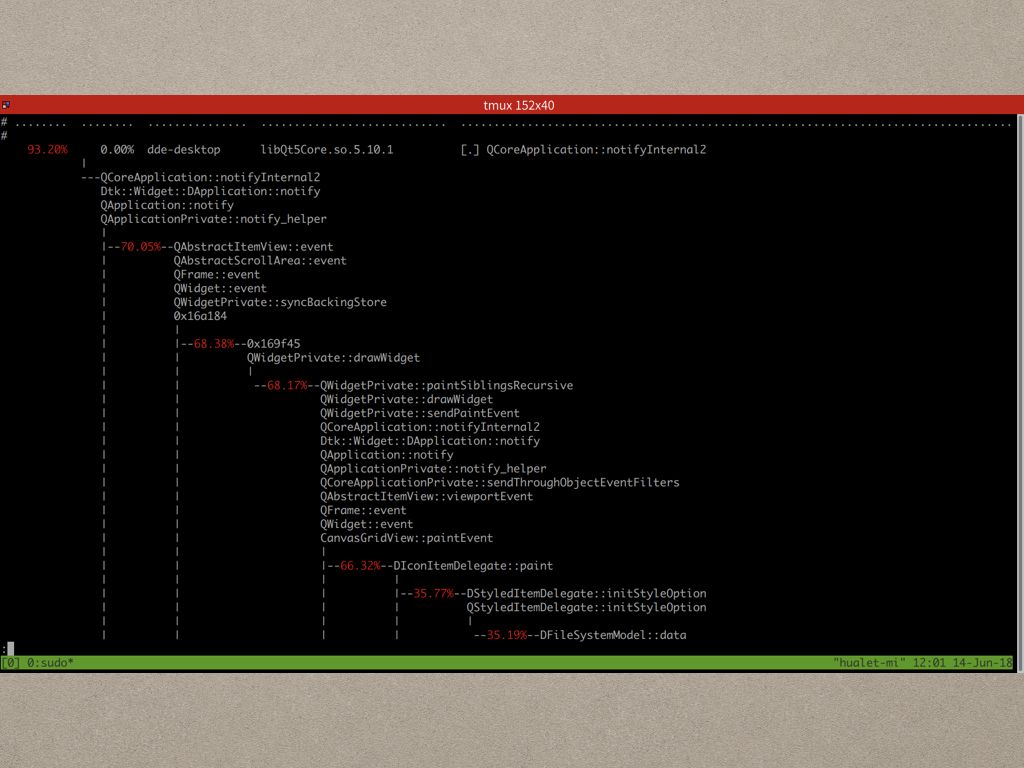 tmux 152x40
# ........  ........  ...............  .............................  ...................................................................................
#
    93.20%     0.00%  dde-desktop      libQt5Core.so.5.10.1          [.] QCoreApplication::notifyInternal2
            |
            ---QCoreApplication::notifyInternal2
               Dtk::Widget::DApplication::notify
               QApplication::notify
               QApplicationPrivate::notify_helper
               |
               |--70.05%--QAbstractItemView::event
               |          QAbstractScrollArea::event
               |          QFrame::event
               |          QWidget::event
               |          QWidgetPrivate::syncBackingStore
               |          0x16a184
               |          |
               |          |--68.38%--0x169f45
               |          |          QWidgetPrivate::drawWidget
               |          |          |
               |          |           --68.17%--QWidgetPrivate::paintSiblingsRecursive
               |          |                     QWidgetPrivate::drawWidget
               |          |                     QWidgetPrivate::sendPaintEvent
               |          |                     QCoreApplication::notifyInternal2
               |          |                     Dtk::Widget::DApplication::notify
               |          |                     QApplication::notify
               |          |                     QApplicationPrivate::notify_helper
               |          |                     QCoreApplicationPrivate::sendThroughObjectEventFilters
               |          |                     QAbstractItemView::viewportEvent
               |          |                     QFrame::event
               |          |                     QWidget::event
               |          |                     CanvasGridView::paintEvent
               |          |                     |
               |          |                     |--66.32%--DIconItemDelegate::paint
               |          |                     |          |
               |          |                     |          |--35.77%--DStyledItemDelegate::initStyleOption
               |          |                     |          |          QStyledItemDelegate::initStyleOption
               |          |                     |          |          |
               |          |                     |          |           --35.19%--DFileSystemModel::data
:
[0] 0:sudo* "hualet-mi" 12:01 14-Jun-18